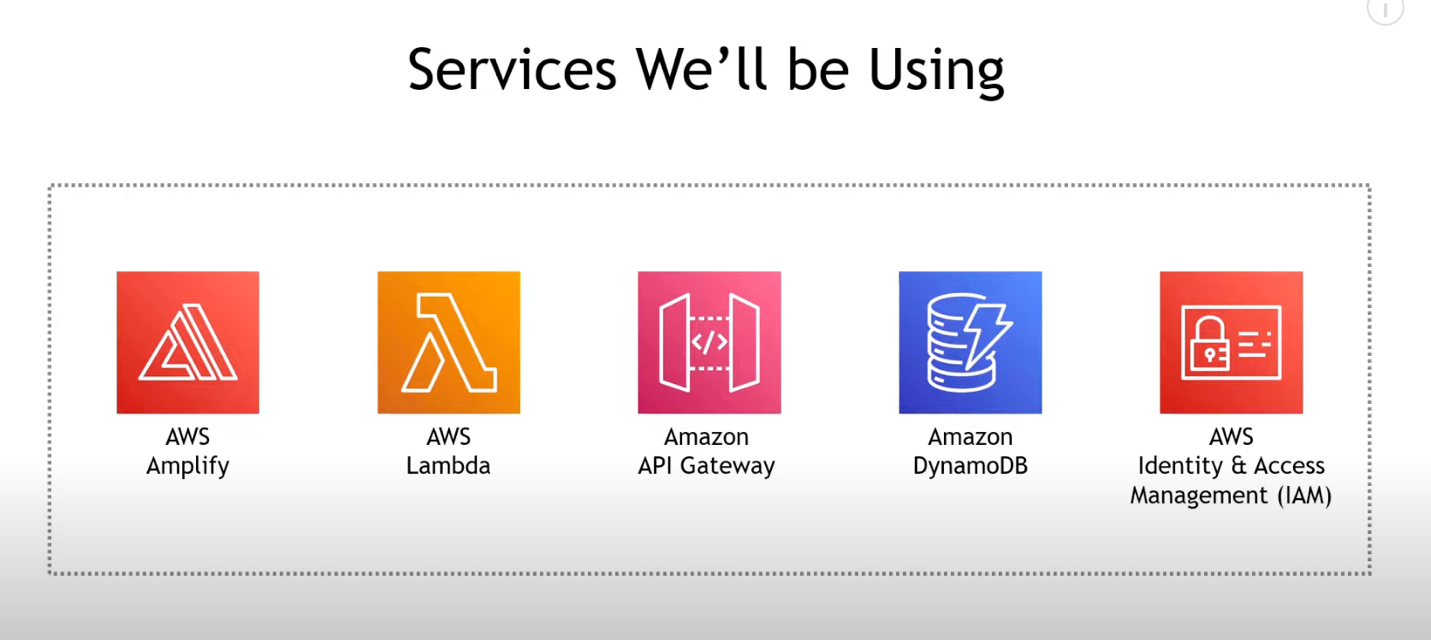 Services We’ll be Using
AWS
Amplify
AWS
Lambda
</>
Amazon
API Gateway
Amazon
DynamoDB
AWS
Identity & Access
Management (IAM)